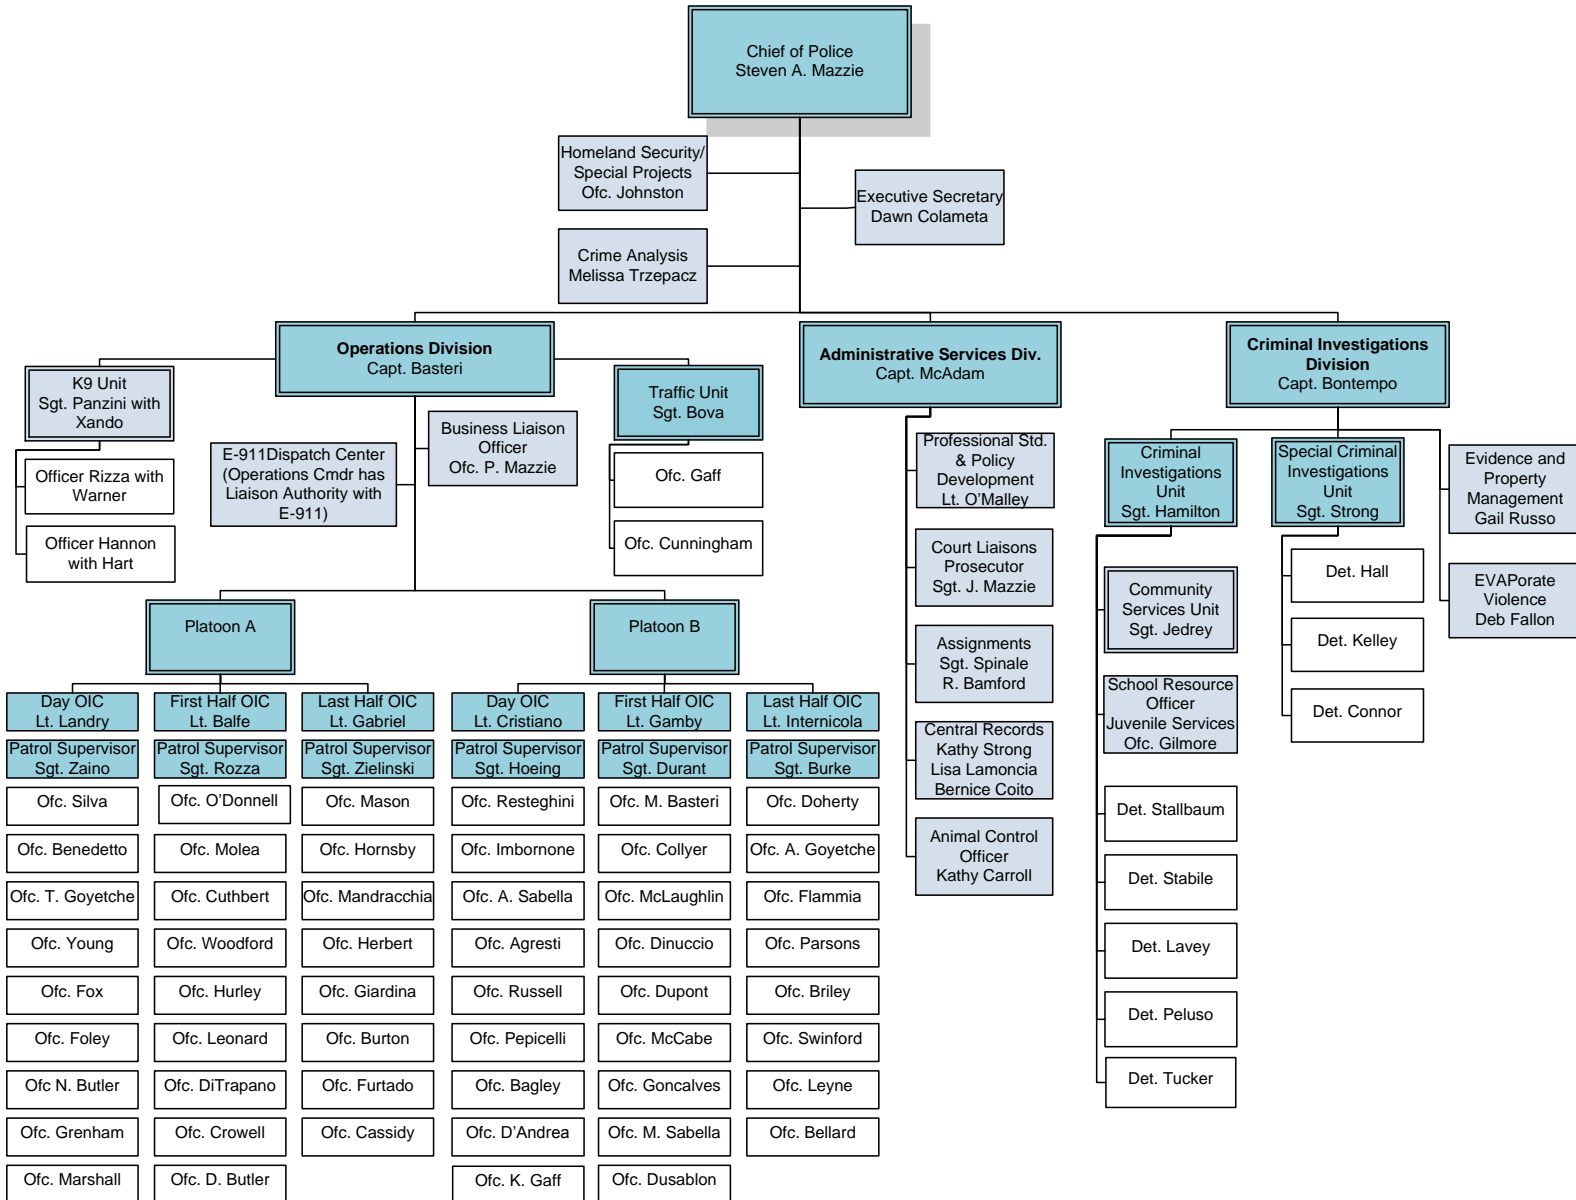 Chief of Police
Steven A. Mazzie
Homeland Security/
Special Projects
Ofc. Johnston
Executive Secretary
Dawn Colameta
Crime Analysis
Melissa Trzepacz
Operations Division
Capt. Basteri
Administrative Services Div.
Capt. McAdam
Criminal Investigations
Division
Capt. Bontempo
K9 Unit
Sgt. Panzini with
Xando
Officer Rizza with
Warner
Officer Hannon
with Hart
E-911Dispatch Center
(Operations Cmdr has
Liaison Authority with
E-911)
Business Liaison
Officer
Ofc. P. Mazzie
Traffic Unit
Sgt. Bova
Ofc. Gaff
Ofc. Cunningham
Platoon A
Platoon B
Day OIC
Lt. Landry
Patrol Supervisor
Sgt. Zaino
Ofc. Silva
Ofc. Benedetto
Ofc. T. Goyetche
Ofc. Young
Ofc. Fox
Ofc. Foley
Ofc N. Butler
Ofc. Grenham
Ofc. Marshall
First Half OIC
Lt. Balfe
Patrol Supervisor
Sgt. Rozza
Ofc. O’Donnell
Ofc. Molea
Ofc. Cuthbert
Ofc. Woodford
Ofc. Hurley
Ofc. Leonard
Ofc. DiTrapano
Ofc. Crowell
Ofc. D. Butler
Last Half OIC
Lt. Gabriel
Patrol Supervisor
Sgt. Zielinski
Ofc. Mason
Ofc. Hornsby
Ofc. Mandracchia
Ofc. Herbert
Ofc. Giardina
Ofc. Burton
Ofc. Furtado
Ofc. Cassidy
Day OIC
Lt. Cristiano
Patrol Supervisor
Sgt. Hoeing
Ofc. Resteghini
Ofc. Imbornone
Ofc. A. Sabella
Ofc. Agresti
Ofc. Russell
Ofc. Pepicelli
Ofc. Bagley
Ofc. D’Andrea
Ofc. K. Gaff
First Half OIC
Lt. Gamby
Patrol Supervisor
Sgt. Durant
Ofc. M. Basteri
Ofc. Collyer
Ofc. McLaughlin
Ofc. Dinuccio
Ofc. Dupont
Ofc. McCabe
Ofc. Goncalves
Ofc. M. Sabella
Ofc. Dusablon
Last Half OIC
Lt. Internicola
Patrol Supervisor
Sgt. Burke
Ofc. Doherty
Ofc. A. Goyetche
Ofc. Flammia
Ofc. Parsons
Ofc. Briley
Ofc. Swinford
Ofc. Leyne
Ofc. Bellard
Professional Std.
& Policy
Development
Lt. O’Malley
Court Liaisons
Prosecutor
Sgt. J. Mazzie
Assignments
Sgt. Spinale
R. Bamford
Central Records
Kathy Strong
Lisa Lamoncia
Bernice Coito
Animal Control
Officer
Kathy Carroll
Criminal
Investigations
Unit
Sgt. Hamilton
Community
Services Unit
Sgt. Jedrey
School Resource
Officer
Juvenile Services
Ofc. Gilmore
Det. Stallbaum
Det. Stabile
Det. Lavey
Det. Peluso
Det. Tucker
Special Criminal
Investigations
Unit
Sgt. Strong
Det. Hall
Det. Kelley
Det. Connor
Evidence and
Property
Management
Gail Russo
EVAPorate
Violence
Deb Fallon